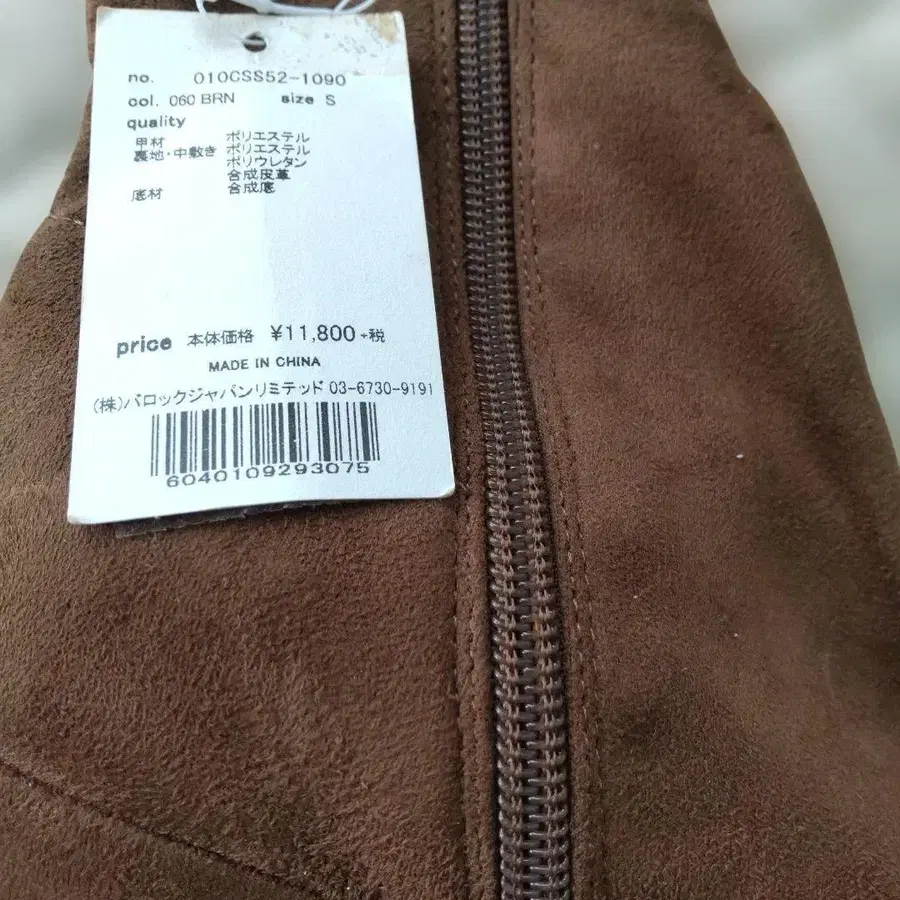 no. 010CSS52-1090
col. 060 BRN size S
quality
甲材 ポリエステル
裏地・中敷き ポリエステル
ポリウレタン
合成皮革
底材 合成底
price 本体価格 ¥11,800+税
MADE IN CHINA
(株)バロックジャパンリミテッド 03-6730-9191
6040109293075